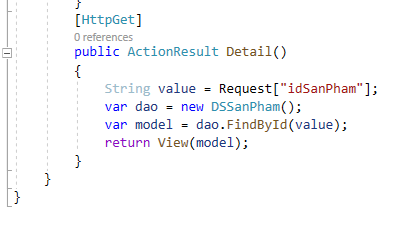 }
[HttpGet]
0 references
public ActionResult Detail()
{
String value = Request["idSanPham"];
var dao = new DSSanPham();
var model = dao.FindById(value);
return View(model);
}
}
}